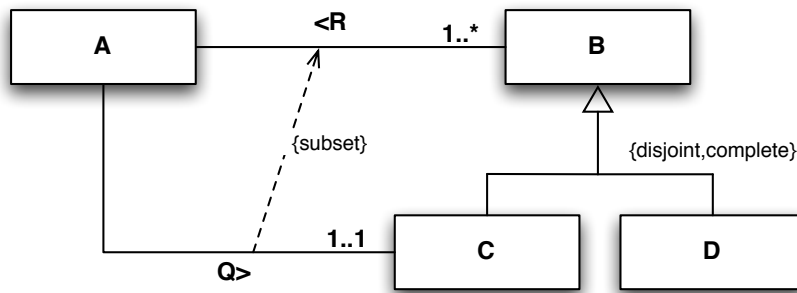 A
<R
1..*
B
{subset}
{disjoint,complete}
1..1
C
D
Q>